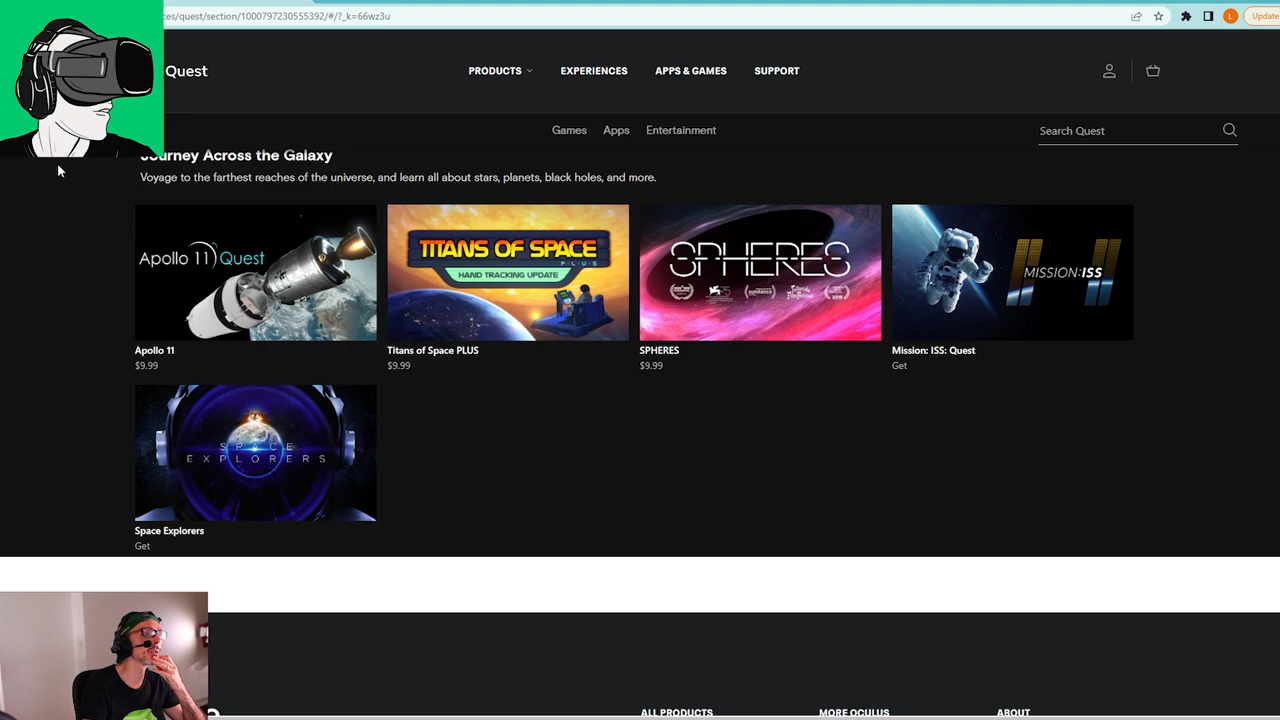 ces/quest/section/1000797230555392/#/?_k=66wz3u
L
Update
Quest
PRODUCTS
EXPERIENCES
APPS & GAMES
SUPPORT
Games
Apps
Entertainment
Search Quest
Journey Across the Galaxy
Voyage to the farthest reaches of the universe, and learn all about stars, planets, black holes, and more.
Apollo 11 Quest
TITANS OF SPACE
PLUS
HAND TRACKING UPDATE
SPHERES
75
sundance
MISSION:ISS
Apollo 11
$9.99
Titans of Space PLUS
$9.99
SPHERES
$9.99
Mission: ISS: Quest
Get
SPACE
EXPLORERS
Space Explorers
Get
ALL PRODUCTS
MORE OCULUS
ABOUT